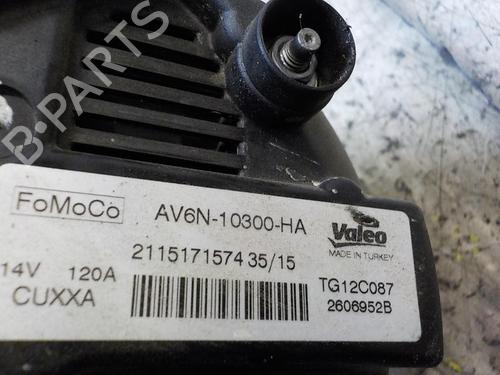 B-PARTS
FoMoCo
AV6N-10300-HA
Valeo
MADE IN TURKEY
2115171574 35/15
14V 120A
TG12C087
CUXXA
2606952B